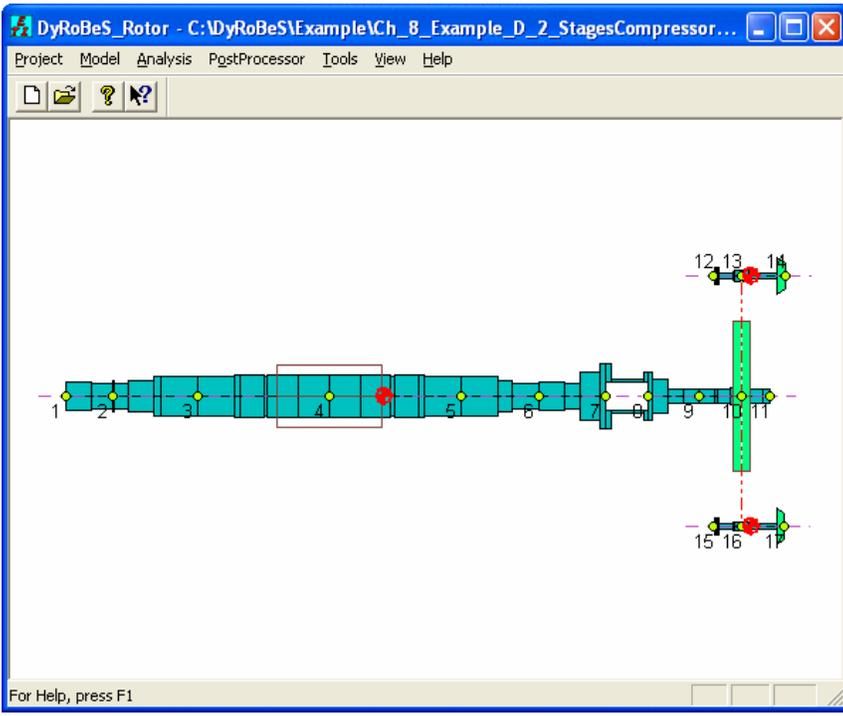 DyRoBeS_Rotor - C:\DyRoBeS\Example\Ch_8_Example_D_2_StagesCompressor...
Project Model Analysis PostProcessor Tools View Help
12 13 14
1 2 3 4 5 6 7 8 9 10 11
15 16 17
For Help, press F1